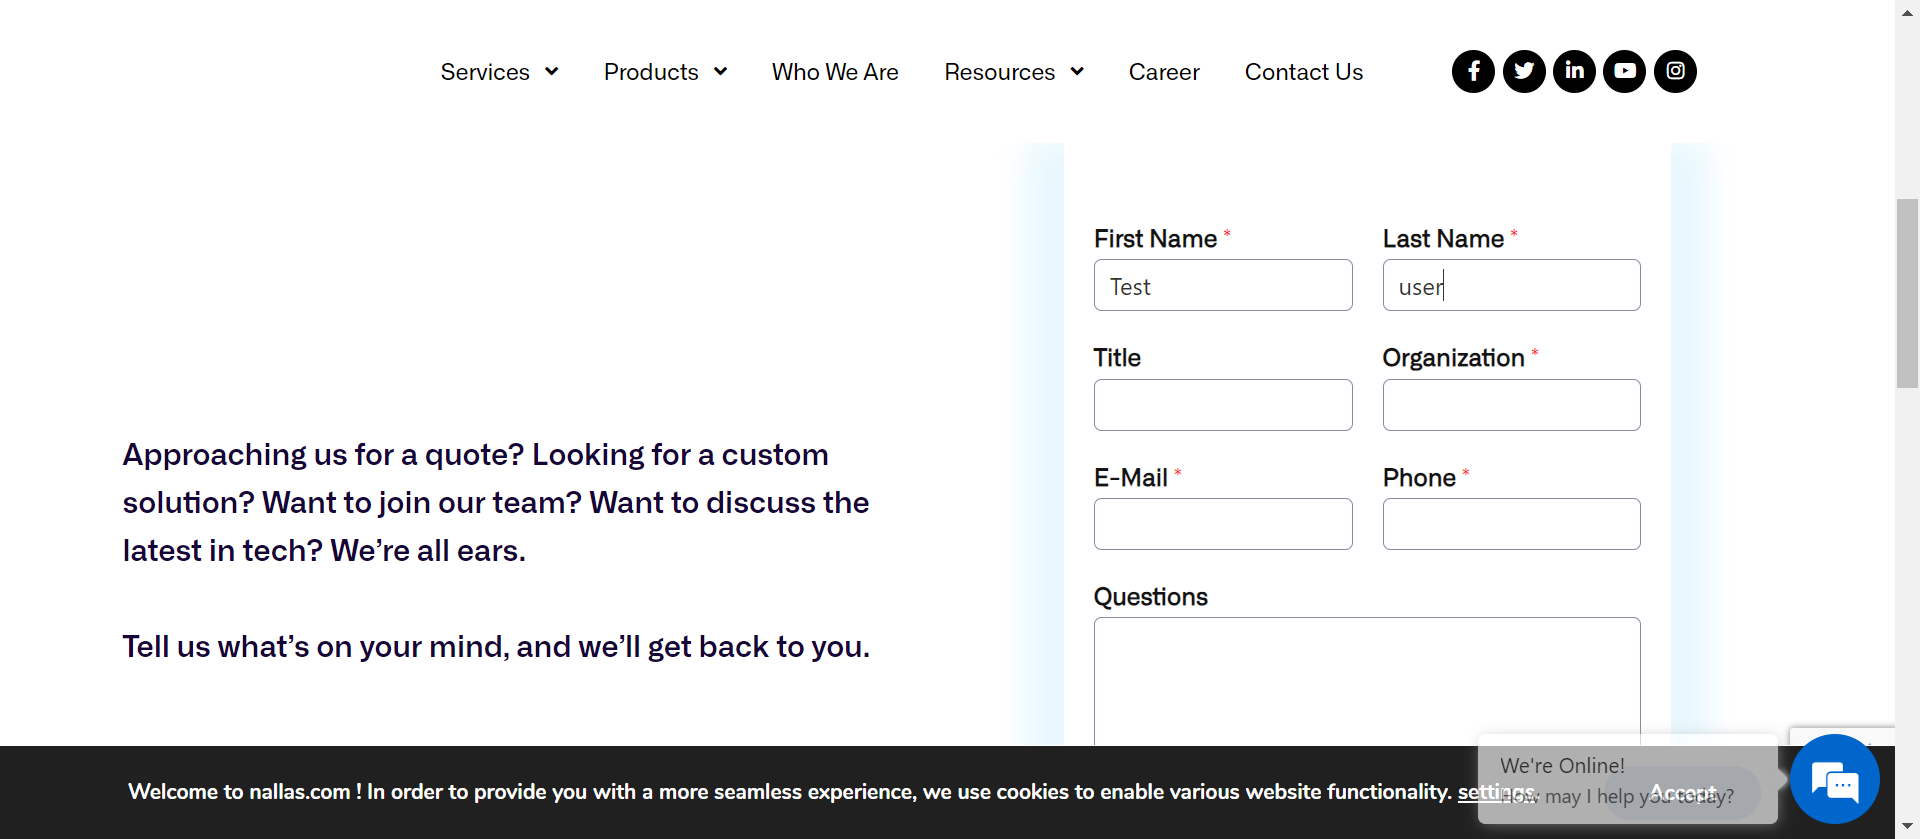 Services Products Who We Are Resources Career Contact Us
First Name * Last Name *
Test user
Title Organization *
E-Mail * Phone *
Questions
Approaching us for a quote? Looking for a custom
solution? Want to join our team? Want to discuss the
latest in tech? We’re all ears.
Tell us what’s on your mind, and we’ll get back to you.
Welcome to nallas.com ! In order to provide you with a more seamless experience, we use cookies to enable various website functionality. settings.
Accept
We're Online!
How may I help you today?